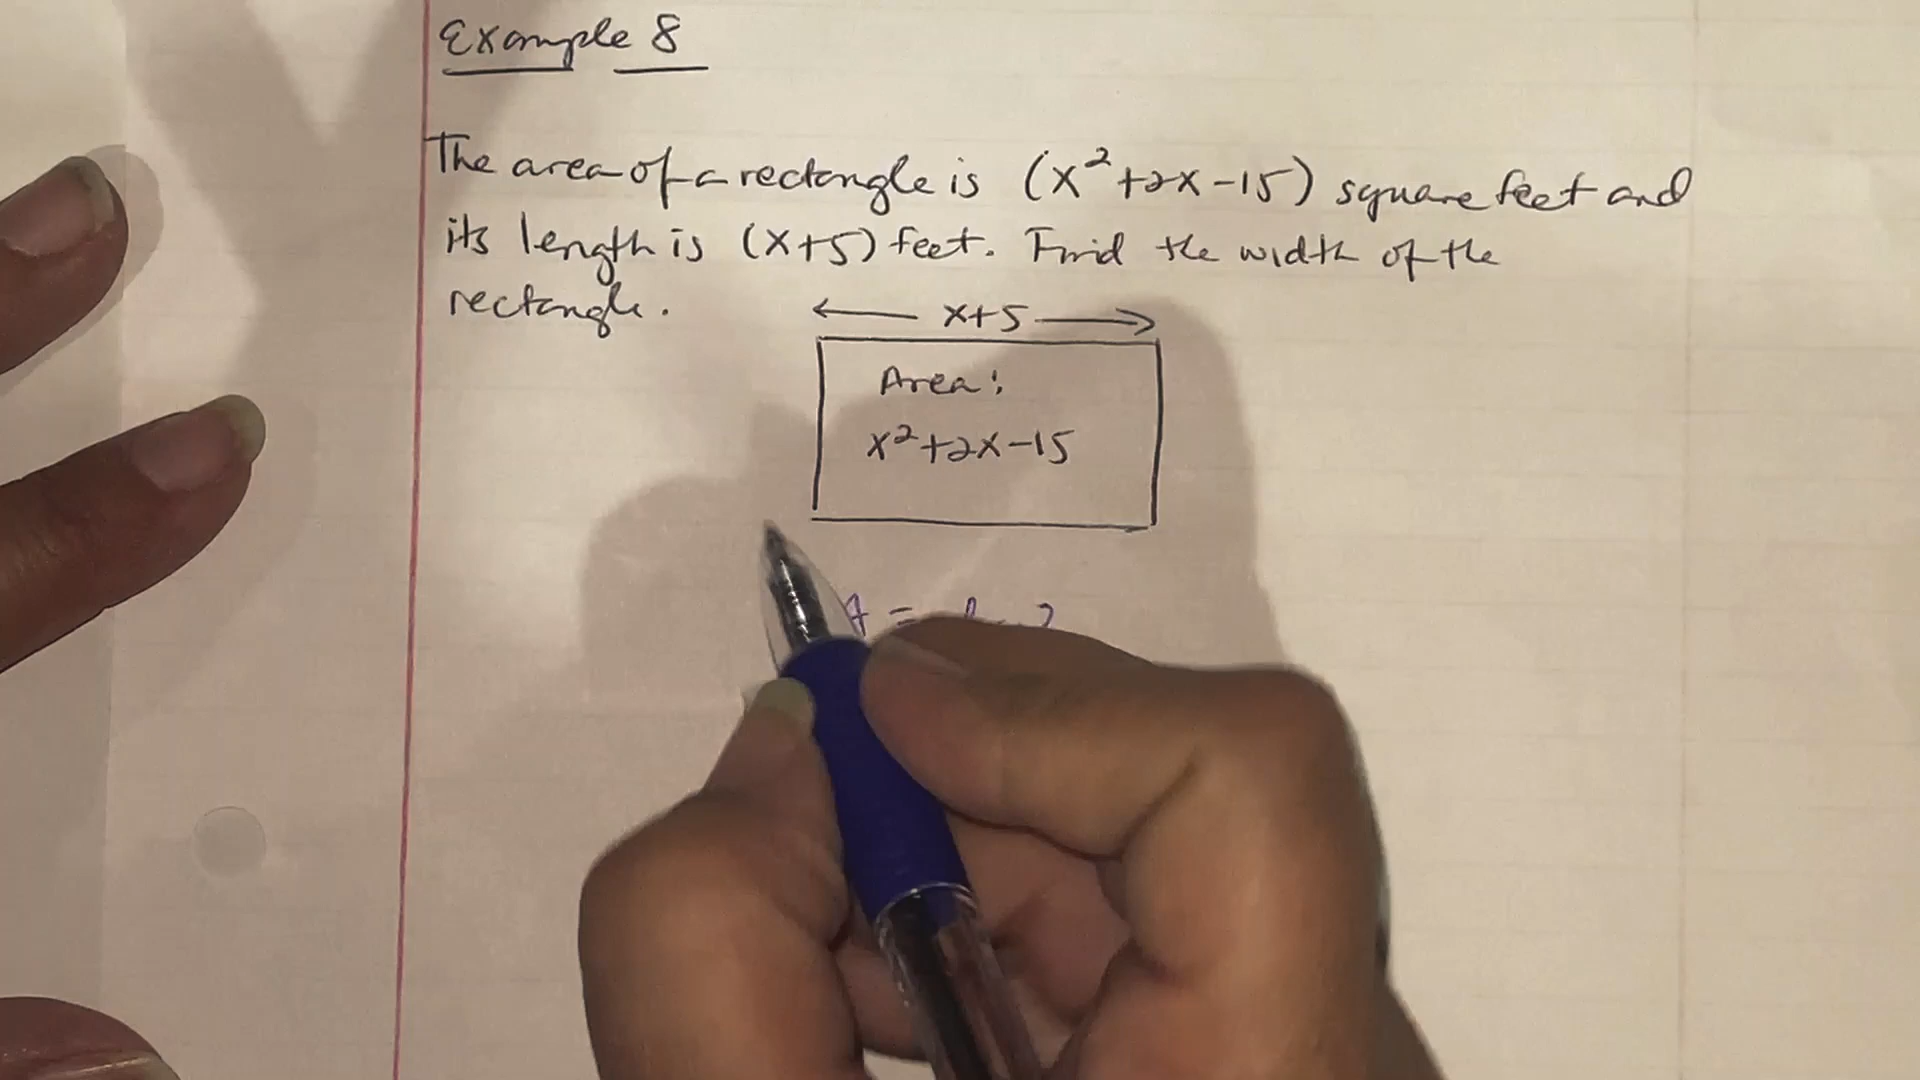 Example 8
The area of a rectangle is (x²+2x-15) square feet and
its length is (x+5) feet. Find the width of the
rectangle.
x+5
Area:
x²+2x-15
A =